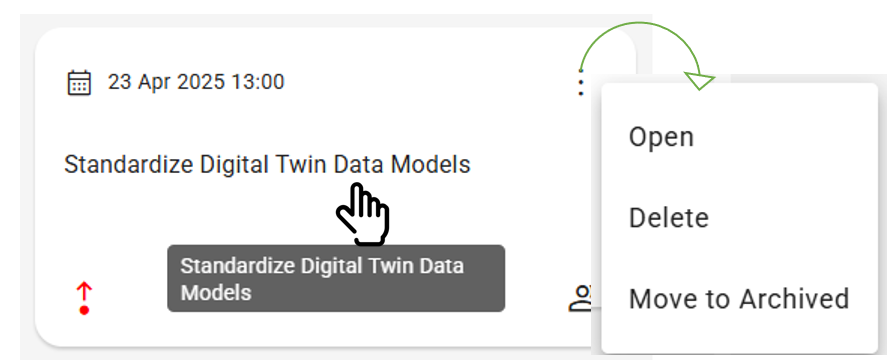 23 Apr 2025 13:00
Standardize Digital Twin Data Models
Standardize Digital Twin Data
Models
Open
Delete
Move to Archived